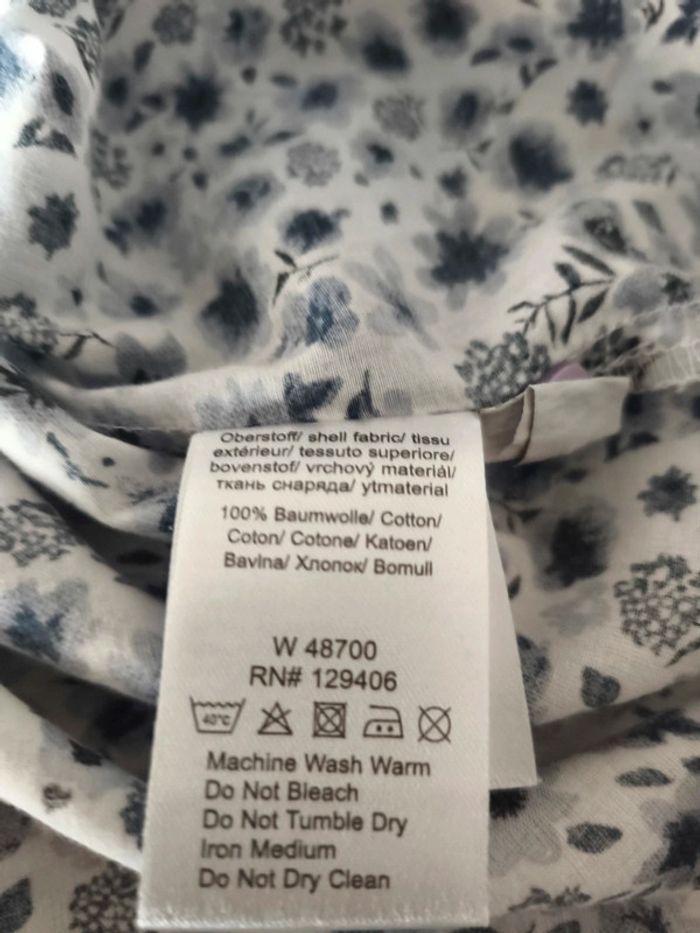 Oberstoff/ shell fabric/ tissu
extérieur/ tessuto superiore/
bovenstof/ vrchový materiál/
ткань снаряда/ ytmaterial
100% Baumwolle/ Cotton/
Coton/ Cotone/ Katoen/
Bavlna/ Хлопок/ Bomull
W 48700
RN# 129406
40°C
Machine Wash Warm
Do Not Bleach
Do Not Tumble Dry
Iron Medium
Do Not Dry Clean